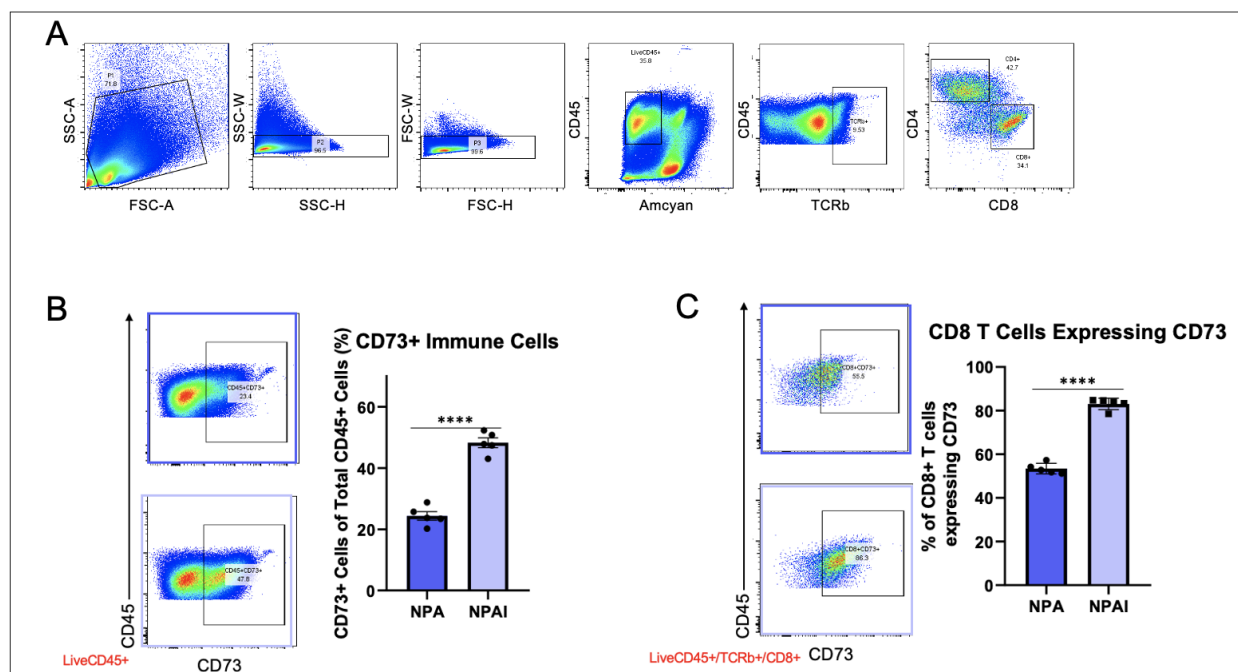 A
SSC-A
P1
71.8
FSC-A
SSC-W
P2
96.5
SSC-H
FSC-W
P3
99.6
FSC-H
CD45
LiveCD45+
35.8
Amcyan
CD45
TCRb+
9.53
TCRb
CD4
CD4+
42.7
CD8+
34.1
CD8
B
CD45+CD73+
23.4
CD45+CD73+
47.8
CD45
LiveCD45+
CD73
CD73+ Immune Cells
CD73+ Cells of Total CD45+ Cells (%)
60
40
20
0
****
NPA
NPAI
C
CD8+CD73+
55.5
CD8+CD73+
86.3
CD45
LiveCD45+/TCRb+/CD8+
CD73
CD8 T Cells Expressing CD73
% of CD8+ T cells
expressing CD73
100
80
60
40
20
0
****
NPA
NPAI